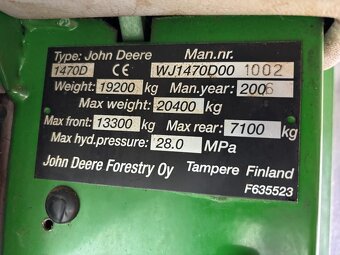 Type: John Deere Man.nr.
1470D CE WJ1470D00 1002
Weight: 19200 kg Man.year: 2006
Max weight: 20400 kg
Max front: 13300 kg Max rear: 7100 kg
Max hyd.pressure: 28.0 MPa
John Deere Forestry Oy Tampere Finland
F635523